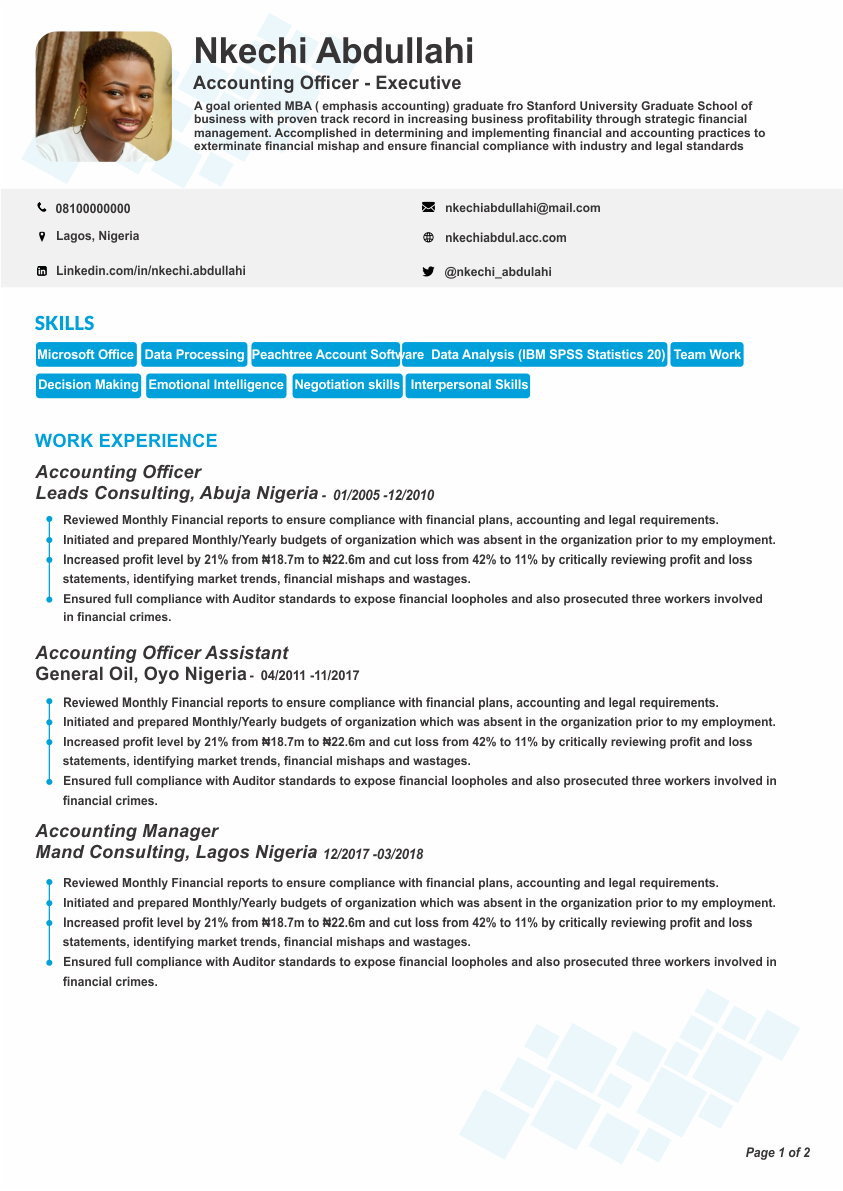 Nkechi Abdullahi
Accounting Officer - Executive
A goal oriented MBA ( emphasis accounting) graduate fro Stanford University Graduate School of
business with proven track record in increasing business profitability through strategic financial
management. Accomplished in determining and implementing financial and accounting practices to
exterminate financial mishap and ensure financial compliance with industry and legal standards
08100000000
nkechiabdullahi@mail.com
Lagos, Nigeria
nkechiabdul.acc.com
Linkedin.com/in/nkechi.abdullahi
@nkechi_abdulahi
SKILLS
Microsoft Office Data Processing Peachtree Account Software Data Analysis (IBM SPSS Statistics 20) Team Work
Decision Making Emotional Intelligence Negotiation skills Interpersonal Skills
WORK EXPERIENCE
Accounting Officer
Leads Consulting, Abuja Nigeria - 01/2005 -12/2010
Reviewed Monthly Financial reports to ensure compliance with financial plans, accounting and legal requirements.
Initiated and prepared Monthly/Yearly budgets of organization which was absent in the organization prior to my employment.
Increased profit level by 21% from ₦18.7m to ₦22.6m and cut loss from 42% to 11% by critically reviewing profit and loss
statements, identifying market trends, financial mishaps and wastages.
Ensured full compliance with Auditor standards to expose financial loopholes and also prosecuted three workers involved
in financial crimes.
Accounting Officer Assistant
General Oil, Oyo Nigeria - 04/2011 -11/2017
Reviewed Monthly Financial reports to ensure compliance with financial plans, accounting and legal requirements.
Initiated and prepared Monthly/Yearly budgets of organization which was absent in the organization prior to my employment.
Increased profit level by 21% from ₦18.7m to ₦22.6m and cut loss from 42% to 11% by critically reviewing profit and loss
statements, identifying market trends, financial mishaps and wastages.
Ensured full compliance with Auditor standards to expose financial loopholes and also prosecuted three workers involved in
financial crimes.
Accounting Manager
Mand Consulting, Lagos Nigeria 12/2017 -03/2018
Reviewed Monthly Financial reports to ensure compliance with financial plans, accounting and legal requirements.
Initiated and prepared Monthly/Yearly budgets of organization which was absent in the organization prior to my employment.
Increased profit level by 21% from ₦18.7m to ₦22.6m and cut loss from 42% to 11% by critically reviewing profit and loss
statements, identifying market trends, financial mishaps and wastages.
Ensured full compliance with Auditor standards to expose financial loopholes and also prosecuted three workers involved in
financial crimes.
Page 1 of 2